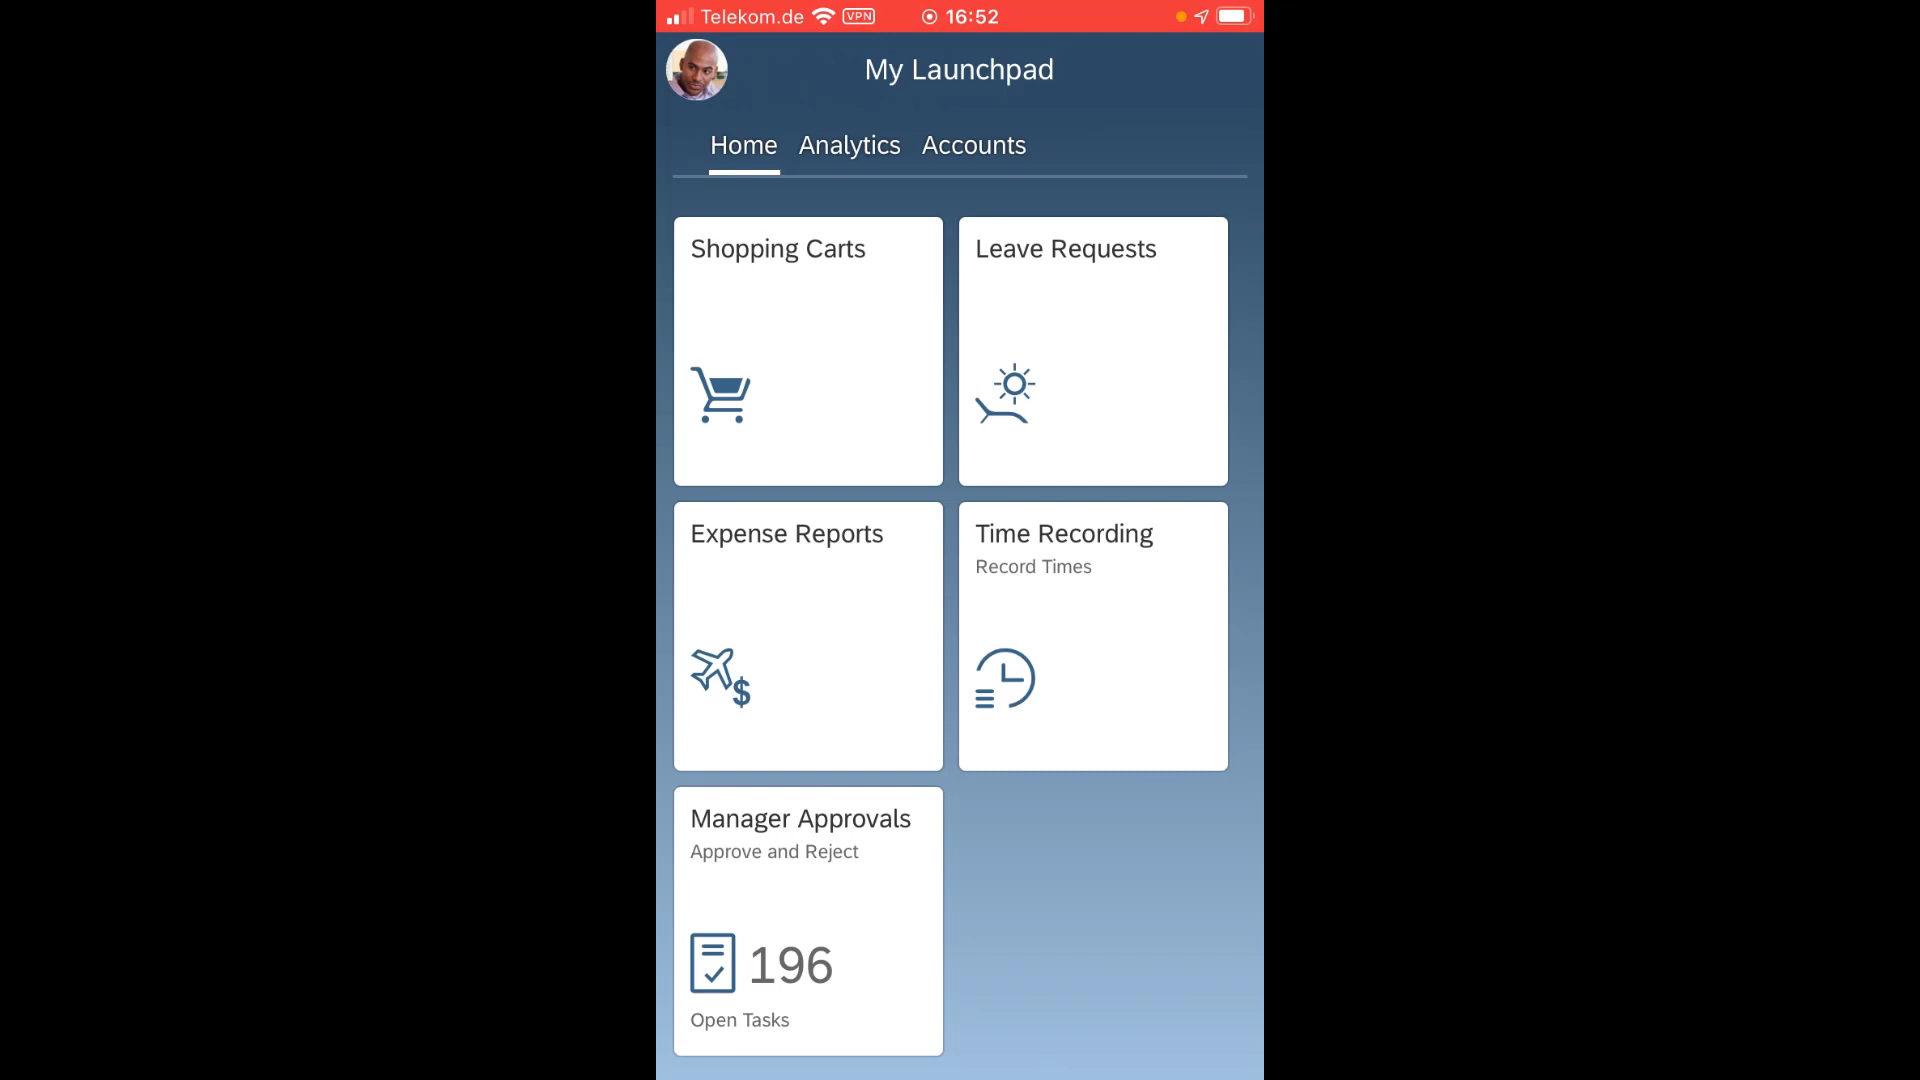 Telekom.de VPN 16:52
My Launchpad
Home Analytics Accounts
Shopping Carts
Leave Requests
Expense Reports
$
Time Recording
Record Times
Manager Approvals
Approve and Reject
196
Open Tasks